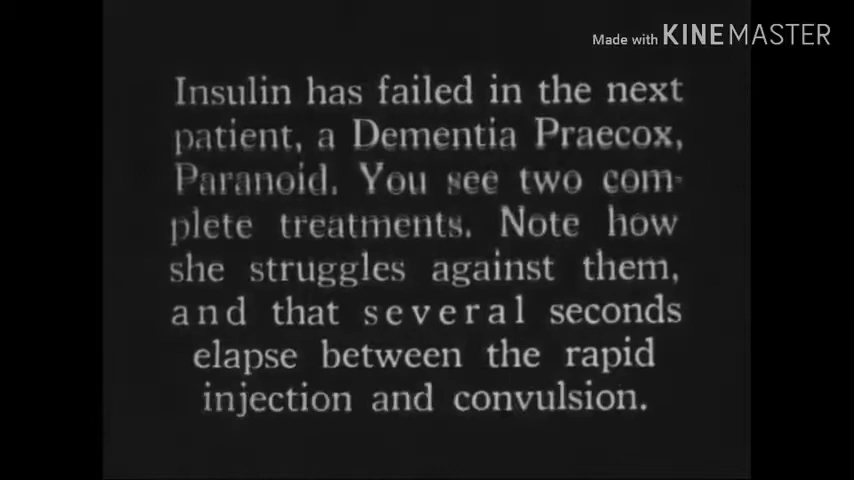 Made with KINEMASTER
Insulin has failed in the next
patient, a Dementia Praecox,
Paranoid. You see two com-
plete treatments. Note how
she struggles against them,
and that several seconds
elapse between the rapid
injection and convulsion.